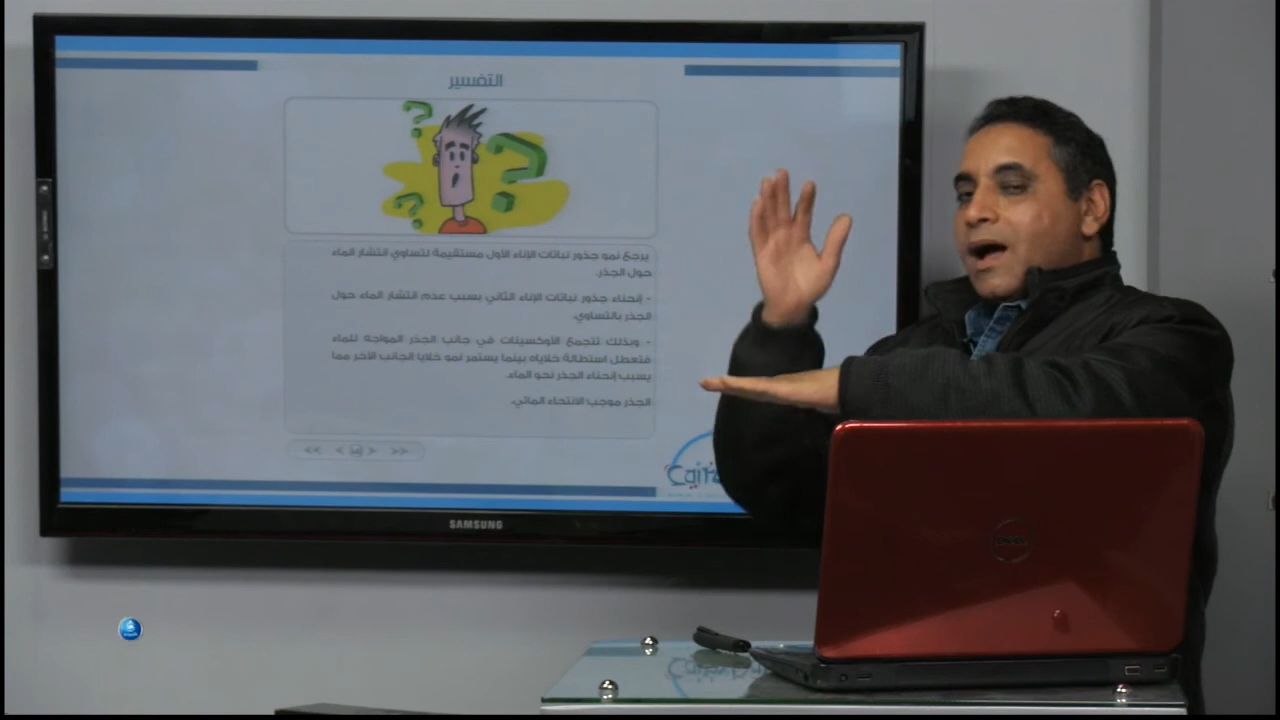 التفسير
يرجع نمو جذور نباتات الإناء الأول مستقيمة لتساوي انتشار الماء
حول الجذر.
- إنحناء جذور نباتات الإناء الثاني بسبب عدم انتشار الماء حول
الجذر بالتساوي.
- وبذلك تتجمع الأوكسينات في جانب الجذر المواجه للماء
فتعطل استطالة خلاياه بينما يستمر نمو خلايا الجانب الآخر مما
يسبب إنحناء الجذر نحو الماء.
الجذر موجب الانتحاء المائي.
SAMSUNG
DELL